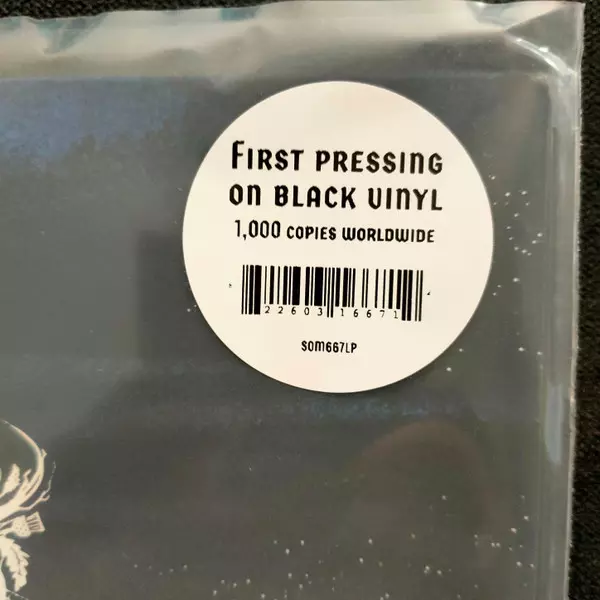 First pressing
on black vinyl
1,000 copies worldwide
22603 16671
SOM667LP